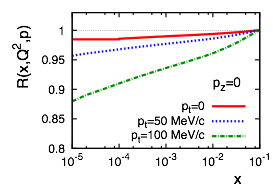 R(x,Q²,p)
1
0.95
0.9
0.85
0.8
p_z=0
p_t=0
p_t=50 MeV/c
p_t=100 MeV/c
10⁻⁵ 10⁻⁴ 10⁻³ 10⁻² 10⁻¹
x